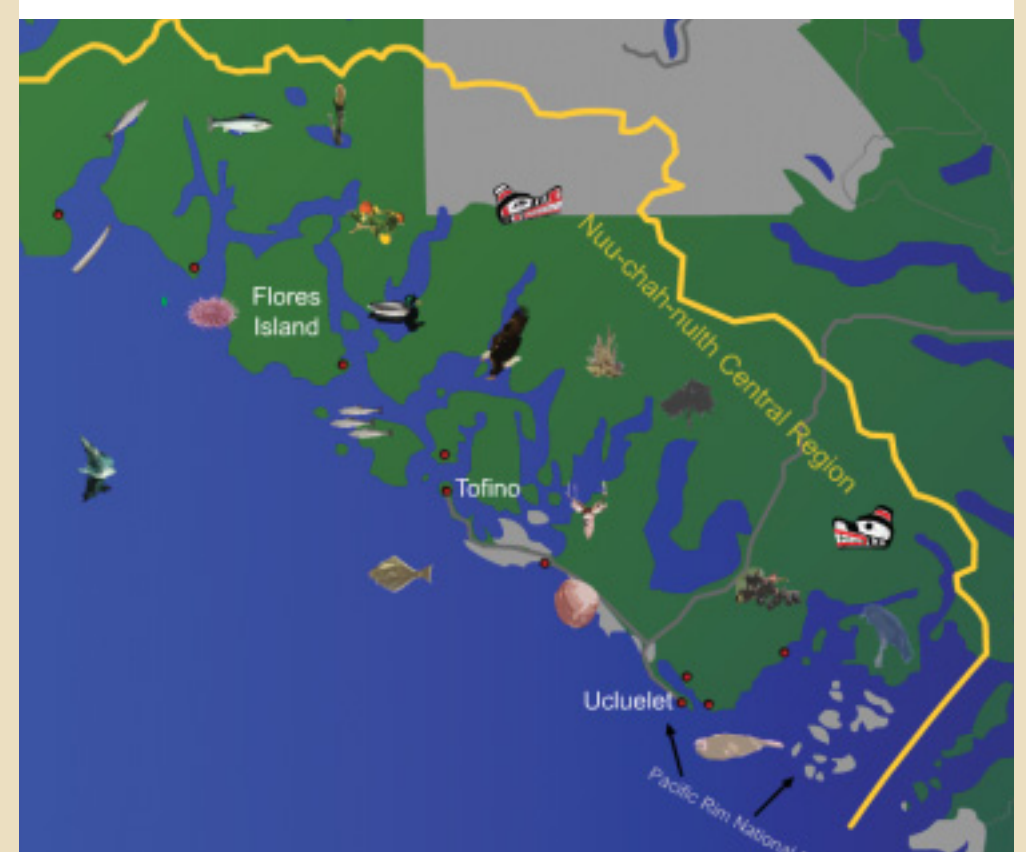 Flores
Island
Nuu-chah-nulth Central Region
Tofino
Ucluelet
Pacific Rim National